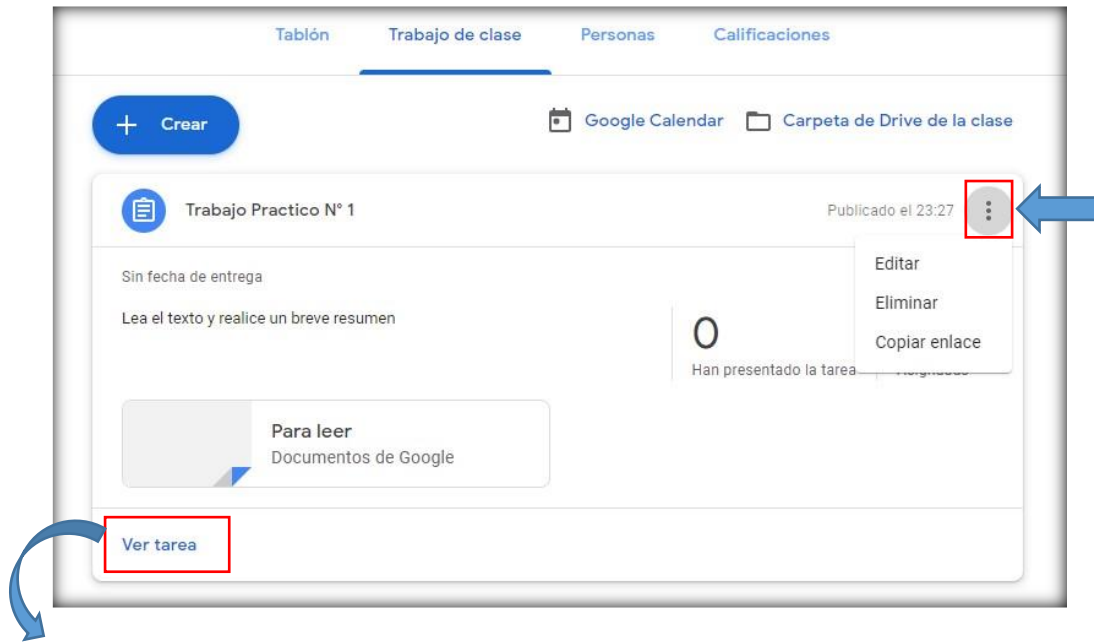 Tablón Trabajo de clase Personas Calificaciones
Crear Google Calendar Carpeta de Drive de la clase
Trabajo Practico N° 1 Publicado el 23:27
Editar
Sin fecha de entrega
Eliminar
Lea el texto y realice un breve resumen
0
Copiar enlace
Han presentado la tarea
Para leer
Documentos de Google
Ver tarea